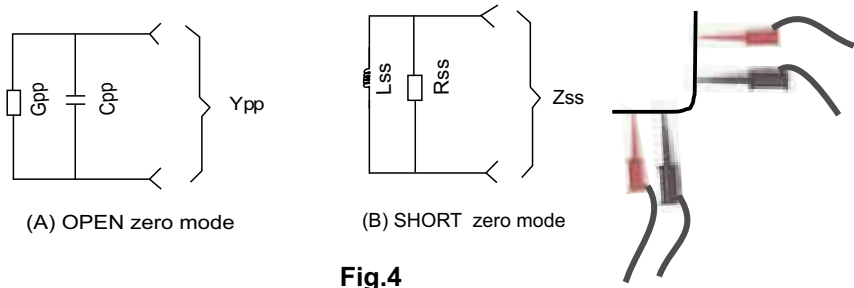 Gpp
Cpp
Ypp
(A) OPEN zero mode
Lss
Rss
Zss
(B) SHORT zero mode
Fig.4